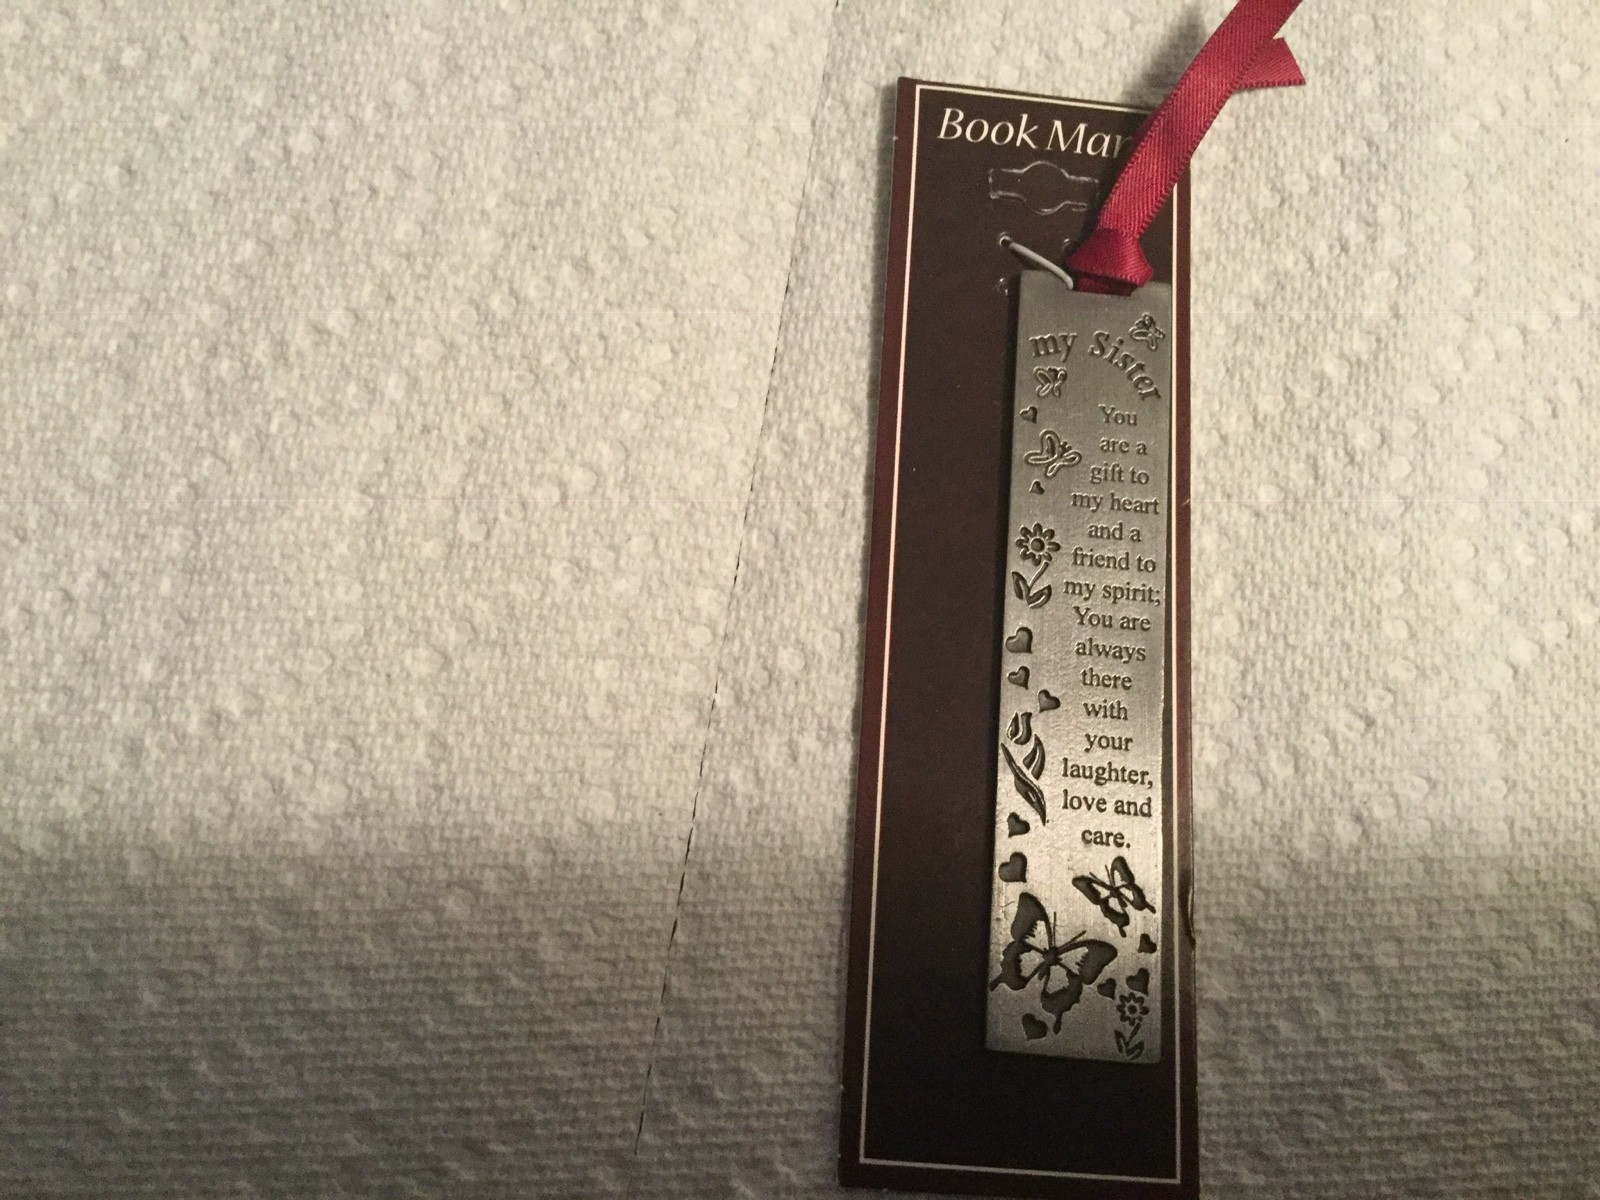 Book Mar
my Sister
You
are a
gift to
my heart
and a
friend to
my spirit;
You are
always
there
with
your
laughter,
love and
care.